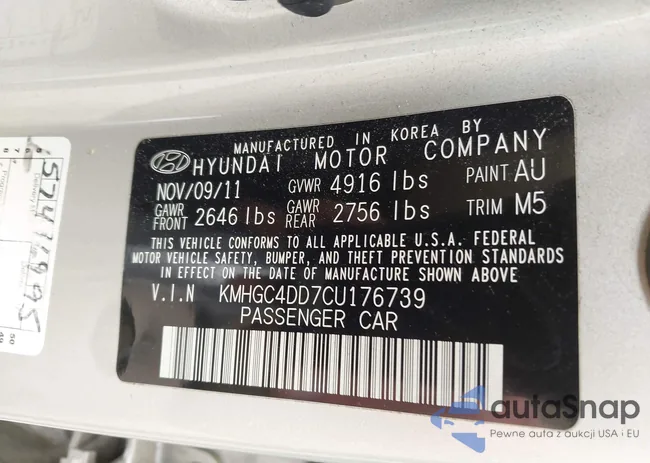 MANUFACTURED IN KOREA BY
HYUNDAI MOTOR COMPANY
NOV/09/11 GVWR 4916 lbs PAINT AU
GAWR FRONT 2646 lbs GAWR REAR 2756 lbs TRIM M5
THIS VEHICLE CONFORMS TO ALL APPLICABLE U.S.A. FEDERAL
MOTOR VEHICLE SAFETY, BUMPER, AND THEFT PREVENTION STANDARDS
IN EFFECT ON THE DATE OF MANUFACTURE SHOWN ABOVE
V.I.N KMHGC4DD7CU176739
PASSENGER CAR
52411995
autaSnap
Pewne auta z aukcji USA i EU